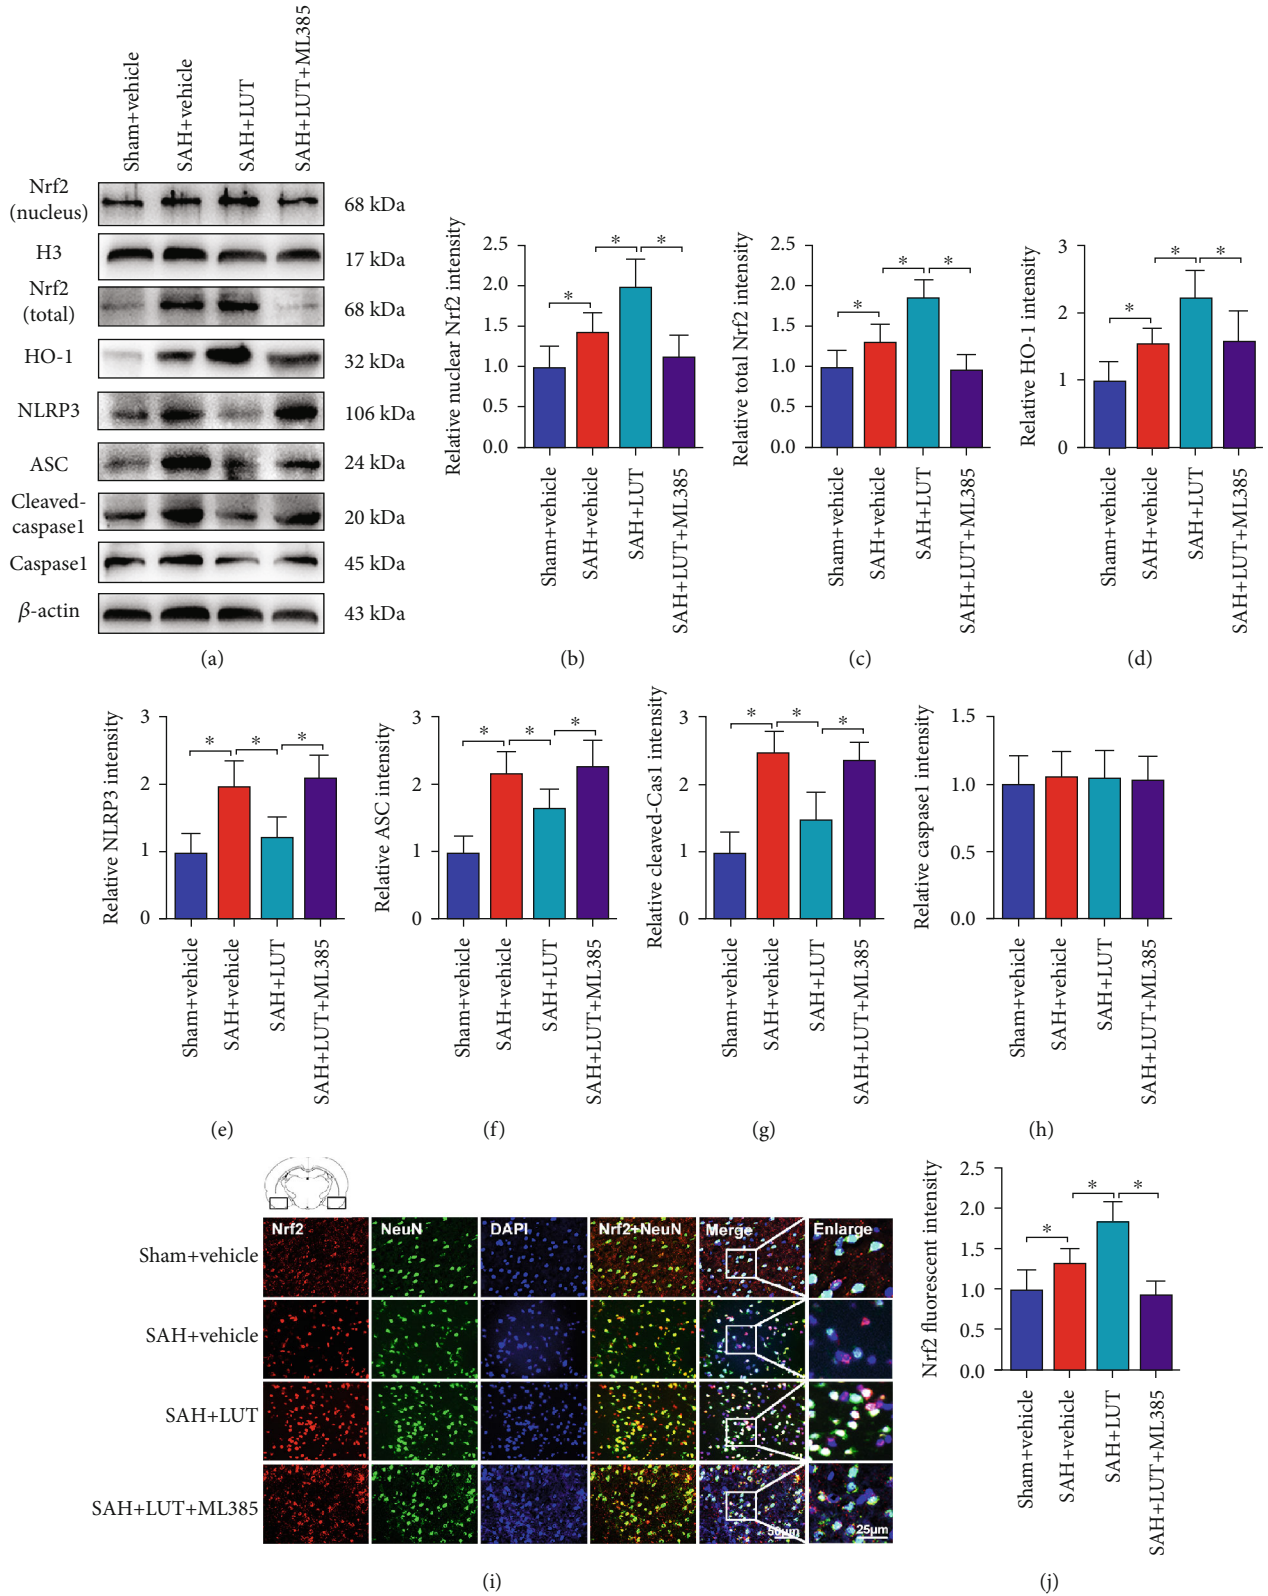 Sham+vehicle
SAH+vehicle
SAH+LUT
SAH+LUT+ML385
Nrf2
(nucleus)
68 kDa
H3
17 kDa
Nrf2
(total)
68 kDa
HO-1
32 kDa
NLRP3
106 kDa
ASC
24 kDa
Cleaved-
caspase1
20 kDa
Caspase1
45 kDa
β-actin
43 kDa
(a)
Relative nuclear Nrf2 intensity
2.5
2.0
1.5
1.0
0.5
0.0
* * *
Sham+vehicle
SAH+vehicle
SAH+LUT
SAH+LUT+ML385
(b)
Relative total Nrf2 intensity
2.5
2.0
1.5
1.0
0.5
0.0
* * *
Sham+vehicle
SAH+vehicle
SAH+LUT
SAH+LUT+ML385
(c)
Relative HO-1 intensity
3
2
1
0
* * *
Sham+vehicle
SAH+vehicle
SAH+LUT
SAH+LUT+ML385
(d)
Relative NLRP3 intensity
3
2
1
0
* * *
Sham+vehicle
SAH+vehicle
SAH+LUT
SAH+LUT+ML385
(e)
Relative ASC intensity
3
2
1
0
* * *
Sham+vehicle
SAH+vehicle
SAH+LUT
SAH+LUT+ML385
(f)
Relative cleaved-Cas1 intensity
3
2
1
0
* * *
Sham+vehicle
SAH+vehicle
SAH+LUT
SAH+LUT+ML385
(g)
Relative caspase1 intensity
1.5
1.0
0.5
0.0
Sham+vehicle
SAH+vehicle
SAH+LUT
SAH+LUT+ML385
(h)
Nrf2 NeuN DAPI Nrf2+NeuN Merge Enlarge
Sham+vehicle
SAH+vehicle
SAH+LUT
SAH+LUT+ML385
50μm 25μm
(i)
Nrf2 fluorescent intensity
2.5
2.0
1.5
1.0
0.5
0.0
* * *
Sham+vehicle
SAH+vehicle
SAH+LUT
SAH+LUT+ML385
(j)